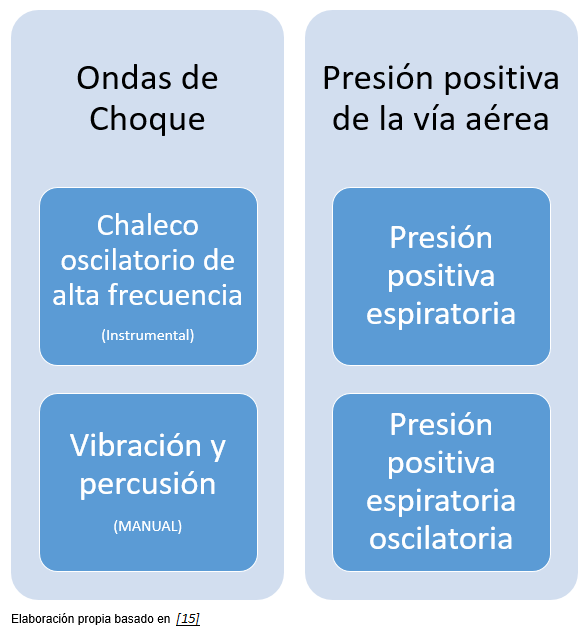 Ondas de
Choque
Chaleco
oscilatorio de
alta frecuencia
(Instrumental)
Vibración y
percusión
(MANUAL)
Presión positiva
de la vía aérea
Presión
positiva
espiratoria
Presión
positiva
espiratoria
oscilatoria
Elaboración propia basado en [15]